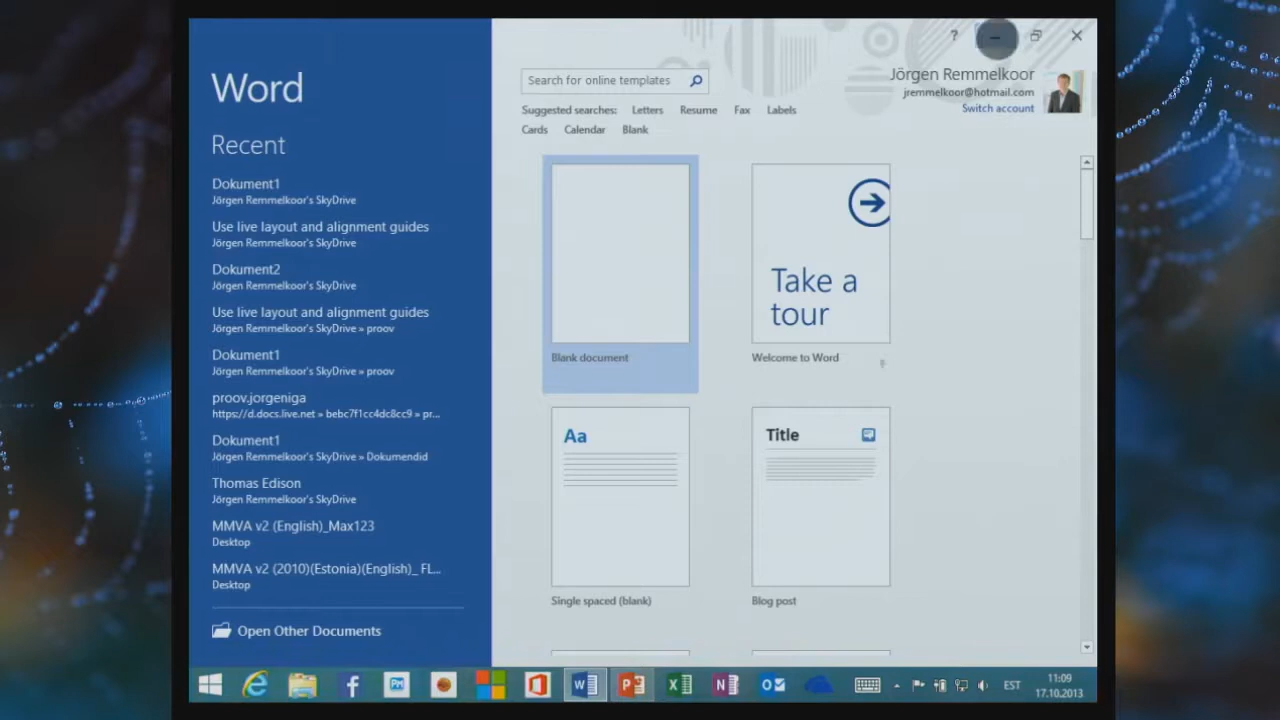 Word
Recent
Dokument1
Jörgen Remmelkoor's SkyDrive
Use live layout and alignment guides
Jörgen Remmelkoor's SkyDrive
Dokument2
Jörgen Remmelkoor's SkyDrive
Use live layout and alignment guides
Jörgen Remmelkoor's SkyDrive » proov
Dokument1
Jörgen Remmelkoor's SkyDrive » proov
proov.jorgeniga
https://d.docs.live.net » bebc7f1cc4dc8cc9 » pr...
Dokument1
Jörgen Remmelkoor's SkyDrive » Dokumendid
Thomas Edison
Jörgen Remmelkoor's SkyDrive
MMVA v2 (English)_Max123
Desktop
MMVA v2 (2010)(Estonia)(English)_ FL...
Desktop
Open Other Documents
?
Search for online templates
Jörgen Remmelkoor
jremmelkoor@hotmail.com
Switch account
Suggested searches: Letters Resume Fax Labels
Cards Calendar Blank
Take a
tour
Blank document
Welcome to Word
Aa
Title
Single spaced (blank)
Blog post
EST
11:09
17.10.2013